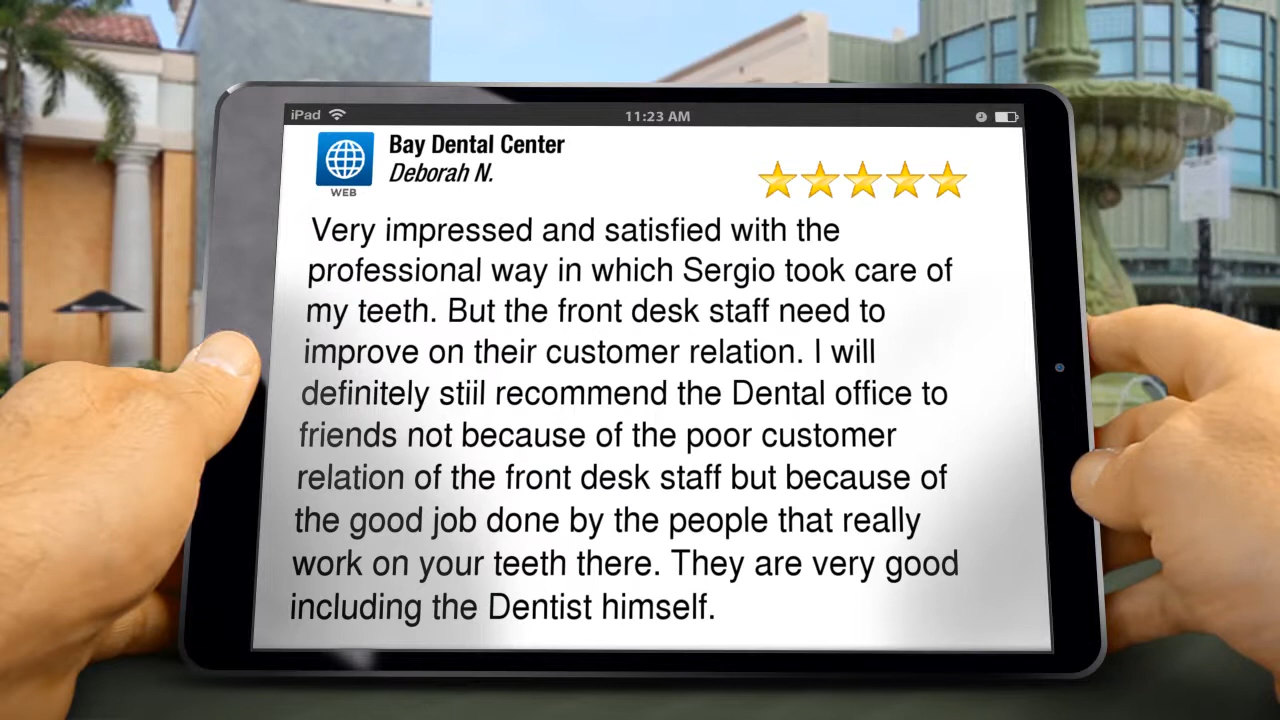 iPad 11:23 AM
Bay Dental Center
Deborah N.
WEB
Very impressed and satisfied with the
professional way in which Sergio took care of
my teeth. But the front desk staff need to
improve on their customer relation. I will
definitely stiil recommend the Dental office to
friends not because of the poor customer
relation of the front desk staff but because of
the good job done by the people that really
work on your teeth there. They are very good
including the Dentist himself.